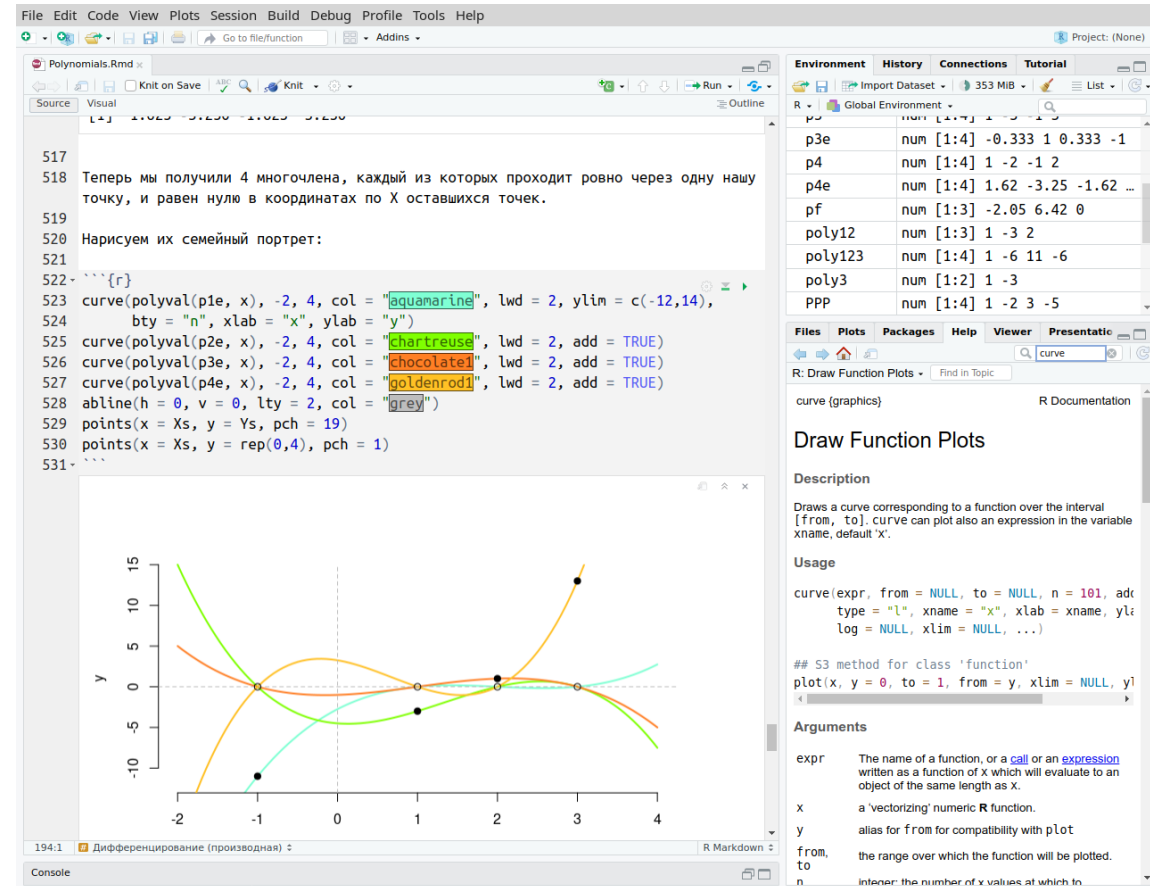 File Edit Code View Plots Session Build Debug Profile Tools Help
Go to file/function Addins Project: (None)
Polynomials.Rmd
Knit on Save ABC Knit Run
Source Visual Outline
517
518 Теперь мы получили 4 многочлена, каждый из которых проходит ровно через одну нашу
точку, и равен нулю в координатах по X оставшихся точек.
519
520 Нарисуем их семейный портрет:
521
522 ```{r}
523 curve(polyval(p1e, x), -2, 4, col = "aquamarine", lwd = 2, ylim = c(-12,14),
524 bty = "n", xlab = "x", ylab = "y")
525 curve(polyval(p2e, x), -2, 4, col = "chartreuse", lwd = 2, add = TRUE)
526 curve(polyval(p3e, x), -2, 4, col = "chocolate1", lwd = 2, add = TRUE)
527 curve(polyval(p4e, x), -2, 4, col = "goldenrod1", lwd = 2, add = TRUE)
528 abline(h = 0, v = 0, lty = 2, col = "grey")
529 points(x = Xs, y = Ys, pch = 19)
530 points(x = Xs, y = rep(0,4), pch = 1)
531 ```
15
10
5
0
-5
-10
y
-2 -1 0 1 2 3 4
194:1 # Дифференцирование (производная) R Markdown
Console
Environment History Connections Tutorial
Import Dataset 353 MiB List
R Global Environment
p3e num [1:4] -0.333 1 0.333 -1
p4 num [1:4] 1 -2 -1 2
p4e num [1:4] 1.62 -3.25 -1.62 …
pf num [1:3] -2.05 6.42 0
poly12 num [1:3] 1 -3 2
poly123 num [1:4] 1 -6 11 -6
poly3 num [1:2] 1 -3
PPP num [1:4] 1 -2 3 -5
Files Plots Packages Help Viewer Presentatio
curve
R: Draw Function Plots Find in Topic
curve {graphics} R Documentation
Draw Function Plots
Description
Draws a curve corresponding to a function over the interval
[from, to]. curve can plot also an expression in the variable
xname, default 'x'.
Usage
curve(expr, from = NULL, to = NULL, n = 101, add
type = "l", xname = "x", xlab = xname, yla
log = NULL, xlim = NULL, ...)
## S3 method for class 'function'
plot(x, y = 0, to = 1, from = y, xlim = NULL, yl
Arguments
expr The name of a function, or a call or an expression
written as a function of x which will evaluate to an
object of the same length as x.
x a 'vectorizing' numeric R function.
y alias for from for compatibility with plot
from, to the range over which the function will be plotted.
n integer: the number of x values at which to